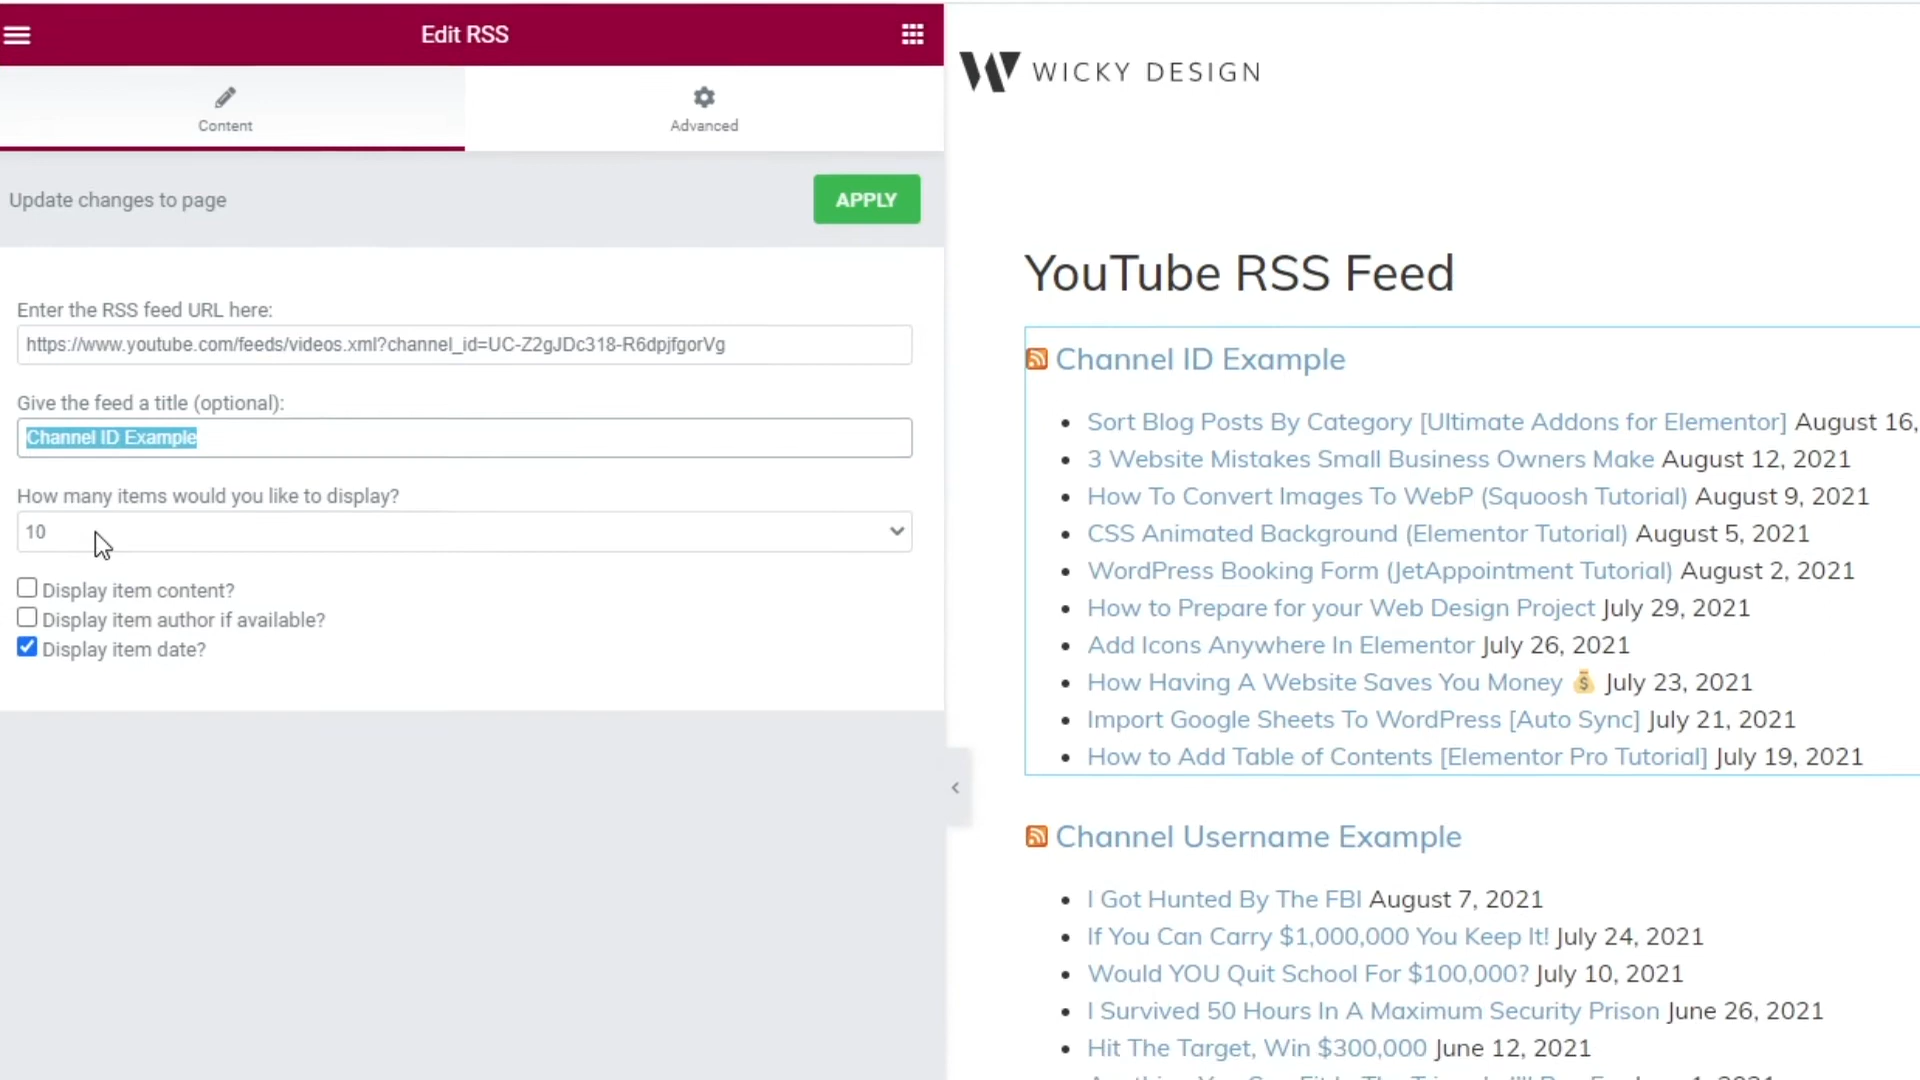 Edit RSS
Content
Advanced
Update changes to page
APPLY
Enter the RSS feed URL here:
https://www.youtube.com/feeds/videos.xml?channel_id=UC-Z2gJDc318-R6dpjfgorVg
Give the feed a title (optional):
Channel ID Example
How many items would you like to display?
10
Display item content?
Display item author if available?
Display item date?
WICKY DESIGN
YouTube RSS Feed
Channel ID Example
Sort Blog Posts By Category [Ultimate Addons for Elementor] August 16,
3 Website Mistakes Small Business Owners Make August 12, 2021
How To Convert Images To WebP (Squoosh Tutorial) August 9, 2021
CSS Animated Background (Elementor Tutorial) August 5, 2021
WordPress Booking Form (JetAppointment Tutorial) August 2, 2021
How to Prepare for your Web Design Project July 29, 2021
Add Icons Anywhere In Elementor July 26, 2021
How Having A Website Saves You Money 💰 July 23, 2021
Import Google Sheets To WordPress [Auto Sync] July 21, 2021
How to Add Table of Contents [Elementor Pro Tutorial] July 19, 2021
Channel Username Example
I Got Hunted By The FBI August 7, 2021
If You Can Carry $1,000,000 You Keep It! July 24, 2021
Would YOU Quit School For $100,000? July 10, 2021
I Survived 50 Hours In A Maximum Security Prison June 26, 2021
Hit The Target, Win $300,000 June 12, 2021